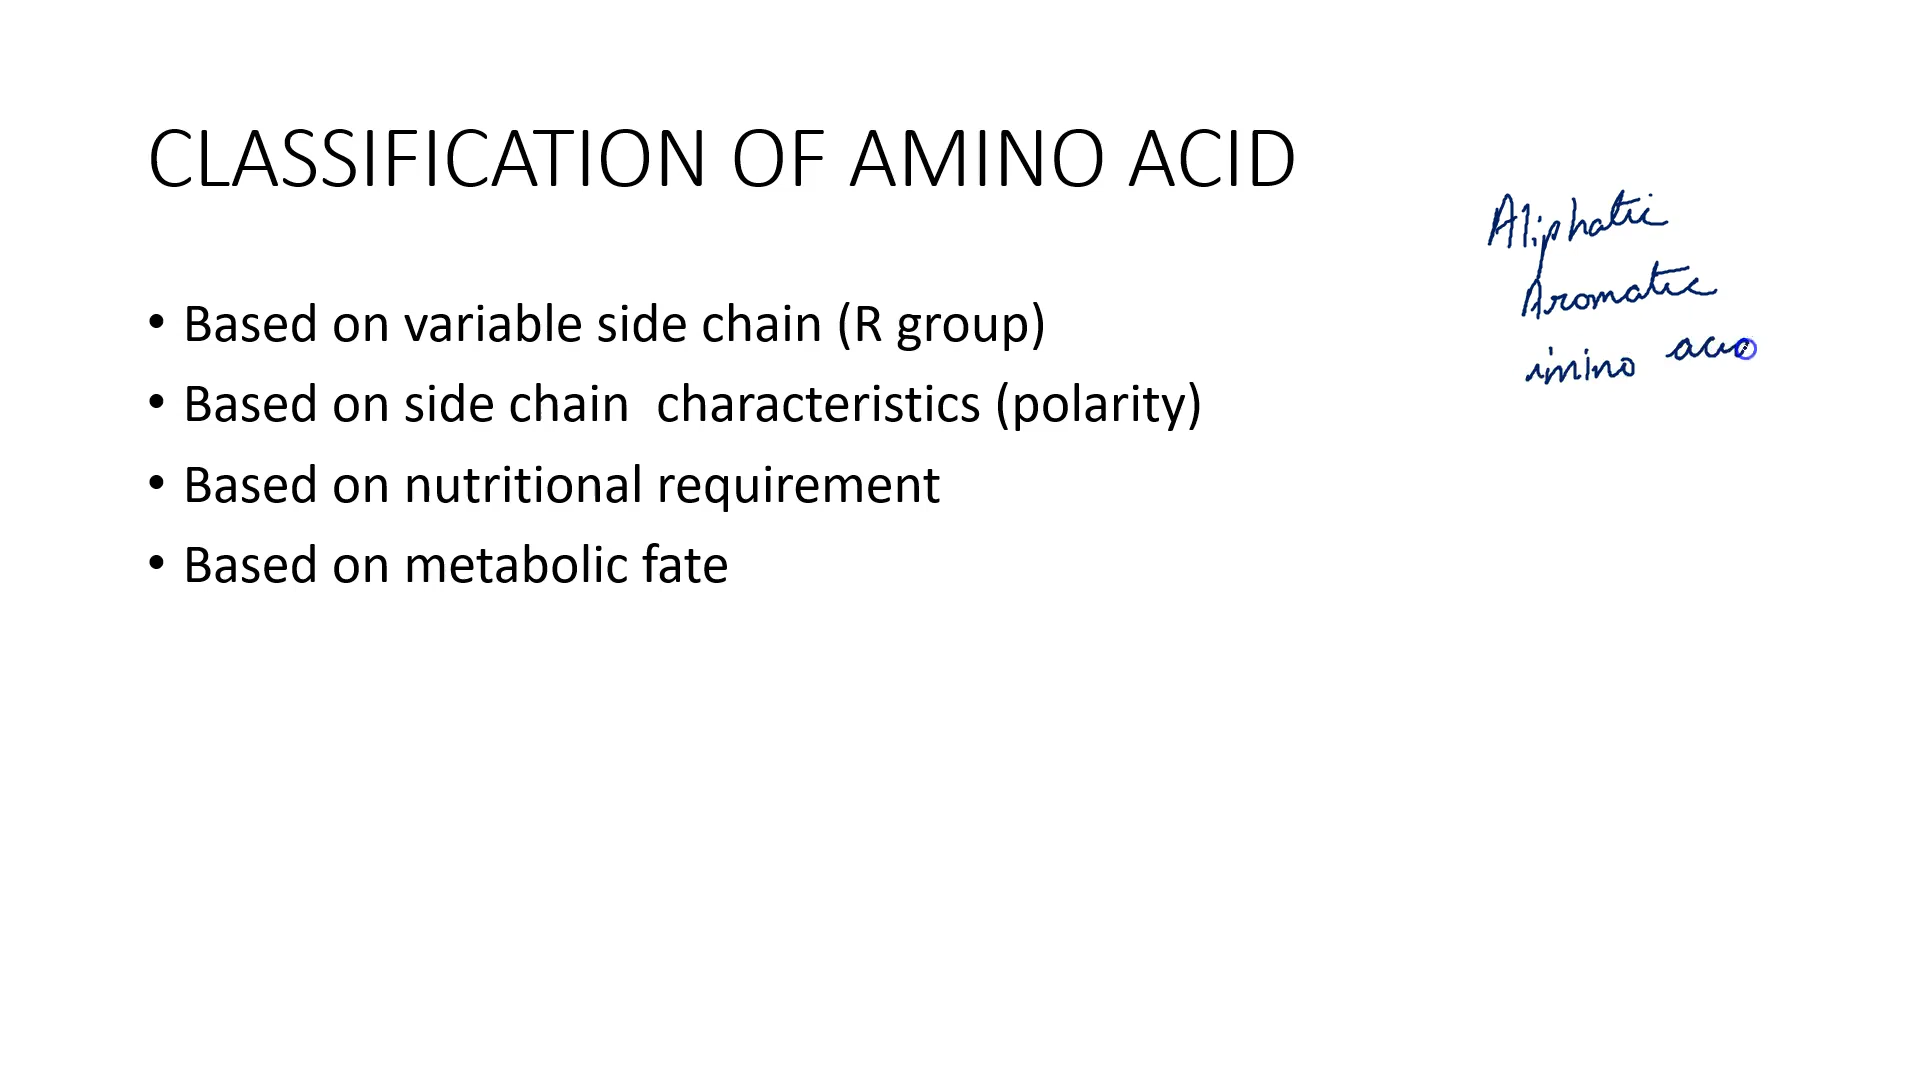 CLASSIFICATION OF AMINO ACID
Aliphatic
Aromatic
imino
• Based on variable side chain (R group)
• Based on side chain characteristics (polarity)
• Based on nutritional requirement
• Based on metabolic fate